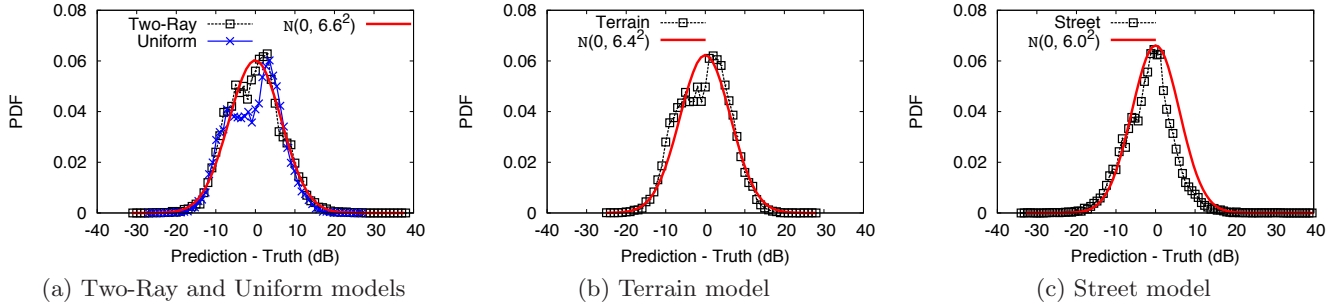 PDF
0.08
0.06
0.04
0.02
0
-40 -30 -20 -10 0 10 20 30 40
Prediction - Truth (dB)
Two-Ray
Uniform
N(0, 6.6²)
(a) Two-Ray and Uniform models
PDF
0.08
0.06
0.04
0.02
0
-40 -30 -20 -10 0 10 20 30 40
Prediction - Truth (dB)
Terrain
N(0, 6.4²)
(b) Terrain model
PDF
0.08
0.06
0.04
0.02
0
-40 -30 -20 -10 0 10 20 30 40
Prediction - Truth (dB)
Street
N(0, 6.0²)
(c) Street model